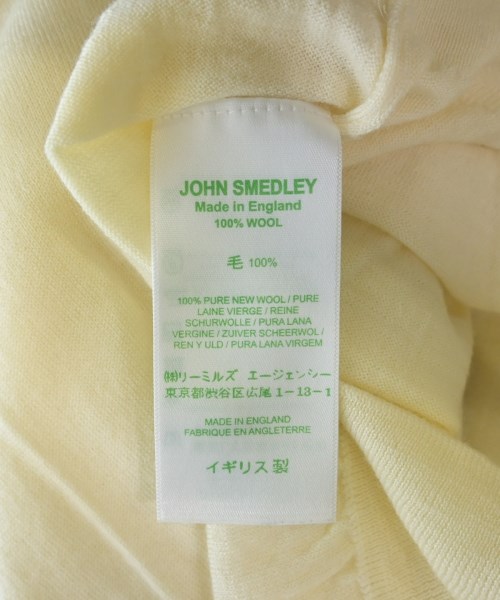 JOHN SMEDLEY
Made in England
100% WOOL
毛 100%
100% PURE NEW WOOL / PURE
LAINE VIERGE / REINE
SCHURWOLLE / PURA LANA
VERGINE / ZUIVER SCHEERWOL /
REN Y ULD / PURA LANA VIRGEM
㈱リーミルズ エージェンシー
東京都渋谷区広尾1-13-1
MADE IN ENGLAND
FABRIQUE EN ANGLETERRE
イギリス製